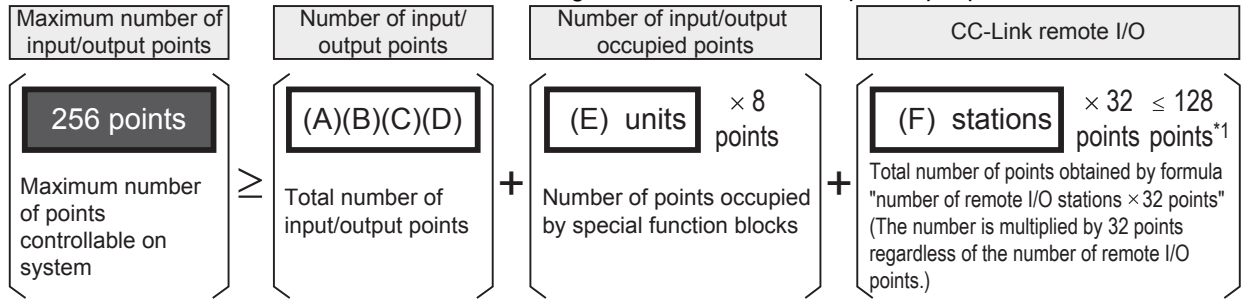 Maximum number of
input/output points
256 points
Maximum number
of points
controllable on
system
≥
Number of input/
output points
(A)(B)(C)(D)
Total number of
input/output points
+
Number of input/output
occupied points
(E) units × 8
points
Number of points occupied
by special function blocks
+
CC-Link remote I/O
(F) stations × 32 ≤ 128
points points*1
Total number of points obtained by formula
"number of remote I/O stations × 32 points"
(The number is multiplied by 32 points
regardless of the number of remote I/O
points.)